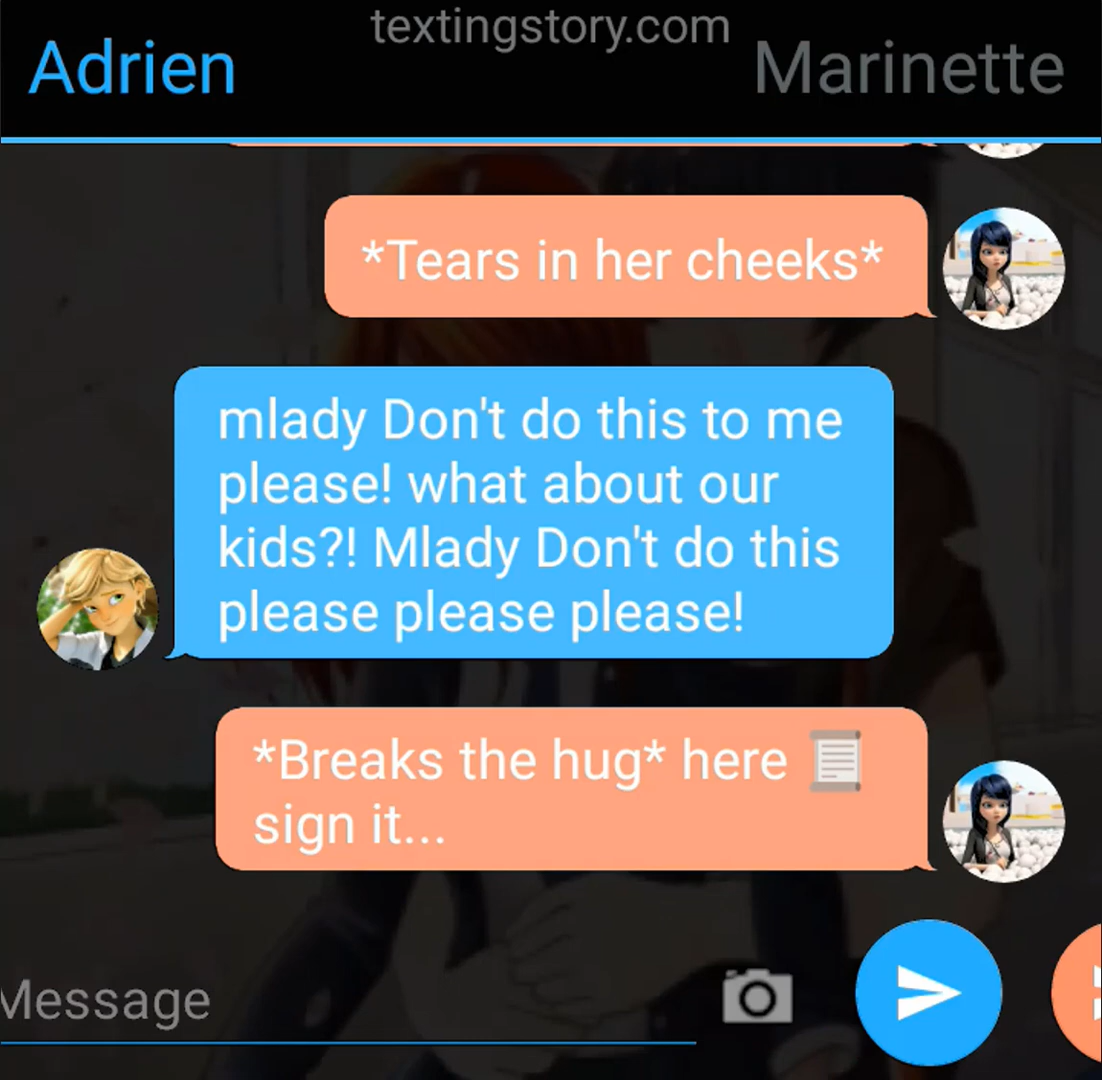 textingstory.com
Adrien
Marinette
*Tears in her cheeks*
mlady Don't do this to me
please! what about our
kids?! Mlady Don't do this
please please please!
*Breaks the hug* here 📜
sign it...
Message